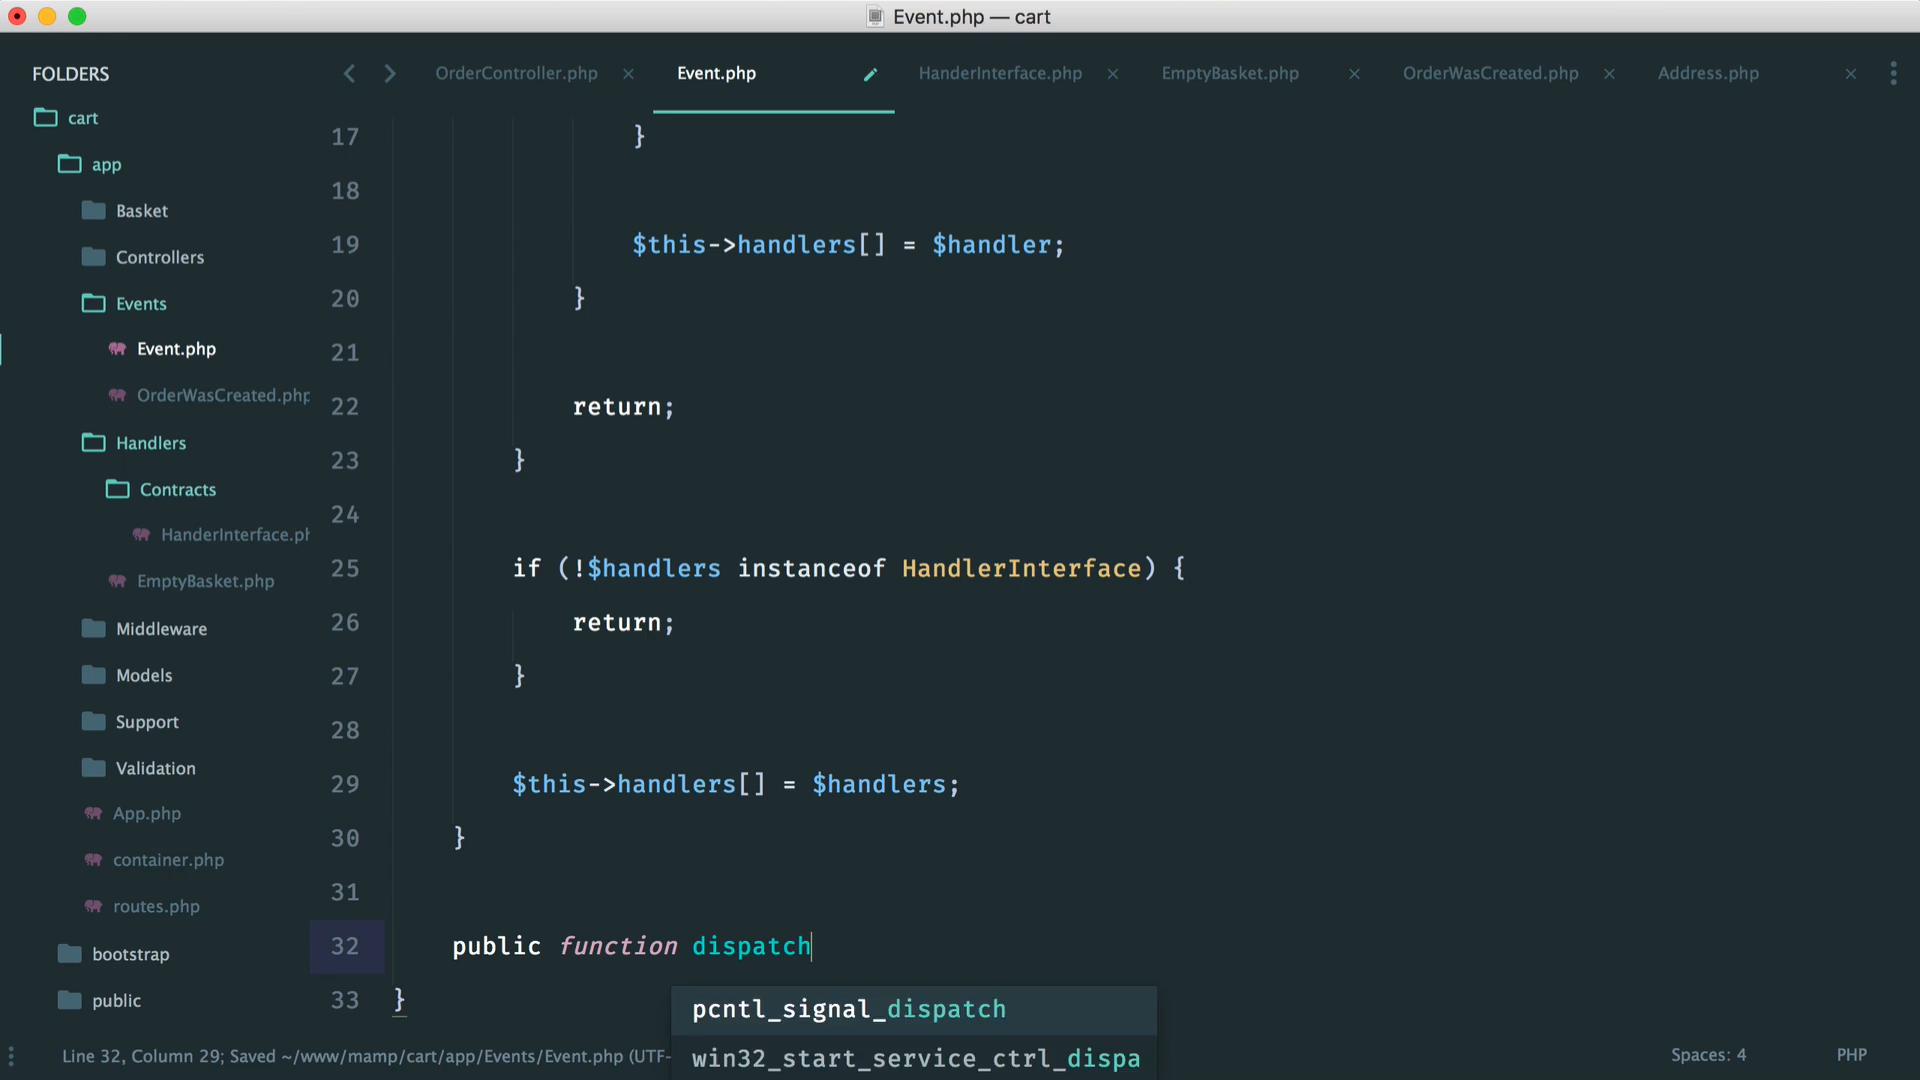 Event.php — cart
FOLDERS
cart
app
Basket
Controllers
Events
Event.php
OrderWasCreated.php
Handlers
Contracts
HanderInterface.ph
EmptyBasket.php
Middleware
Models
Support
Validation
App.php
container.php
routes.php
bootstrap
public
OrderController.php
Event.php
HanderInterface.php
EmptyBasket.php
OrderWasCreated.php
Address.php
17 }
18
19 $this->handlers[] = $handler;
20 }
21
22 return;
23 }
24
25 if (!$handlers instanceof HandlerInterface) {
26 return;
27 }
28
29 $this->handlers[] = $handlers;
30 }
31
32 public function dispatch
33 }
pcntl_signal_dispatch
win32_start_service_ctrl_dispa
Line 32, Column 29; Saved ~/www/mamp/cart/app/Events/Event.php (UTF-
Spaces: 4
PHP